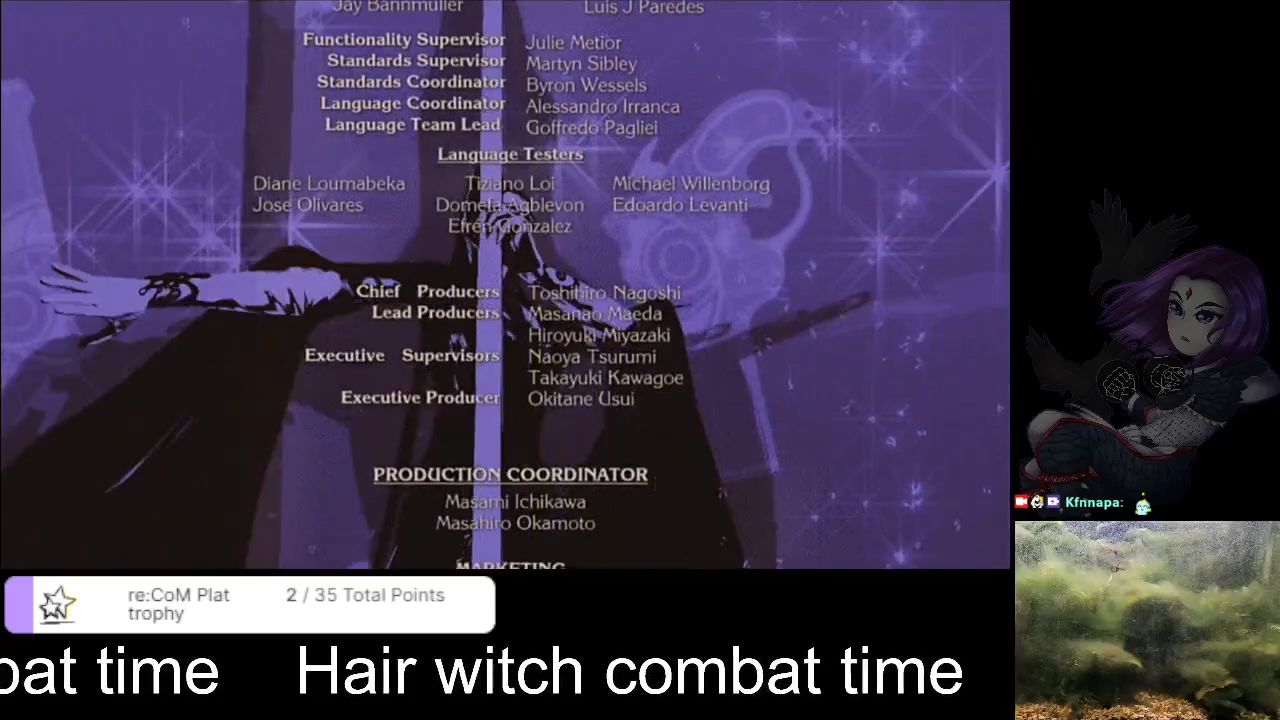 Jay Bannmuller Luis J Paredes
Functionality Supervisor Julie Metior
Standards Supervisor Martyn Sibley
Standards Coordinator Byron Wessels
Language Coordinator Alessandro Irranca
Language Team Lead Goffredo Pagliei
Language Testers
Diane Loumabeka Tiziano Loi Michael Willenborg
Jose Olivares Dometa Agblevon Edoardo Levanti
Efrén Gonzalez
Chief Producers Toshihiro Nagoshi
Lead Producers Masanao Maeda
Hiroyuki Miyazaki
Executive Supervisors Naoya Tsurumi
Takayuki Kawagoe
Executive Producer Okitane Usui
PRODUCTION COORDINATOR
Masami Ichikawa
Masahiro Okamoto
MARKETING
Kfnnapa:
re:CoM Plat 2 / 35 Total Points
trophy
bat time Hair witch combat time